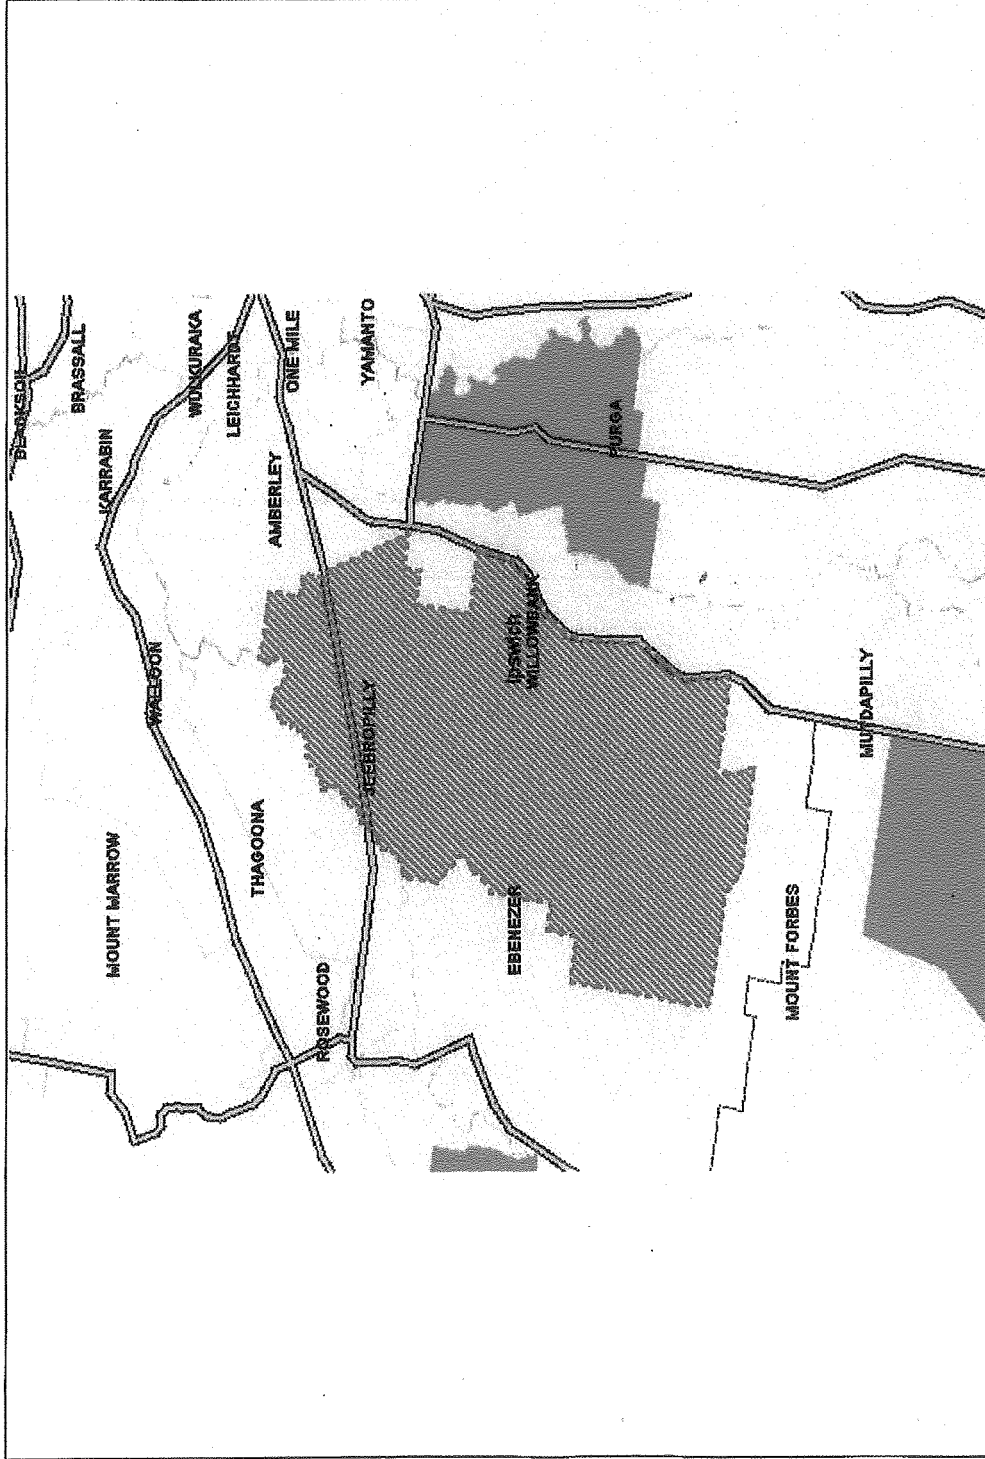 BLACKSOIL
BRASSALL
KARRABIN
WULKURAKA
LEICHHARDT
ONE MILE
YAMANTO
AMBERLEY
WALLOON
MOUNT MARROW
THAGOONA
ROSEWOOD
JEEBROPILLY
EBENEZER
IPSWICH
WILLOWBANK
PURGA
MOUNT FORBES
MUNDAPILLY